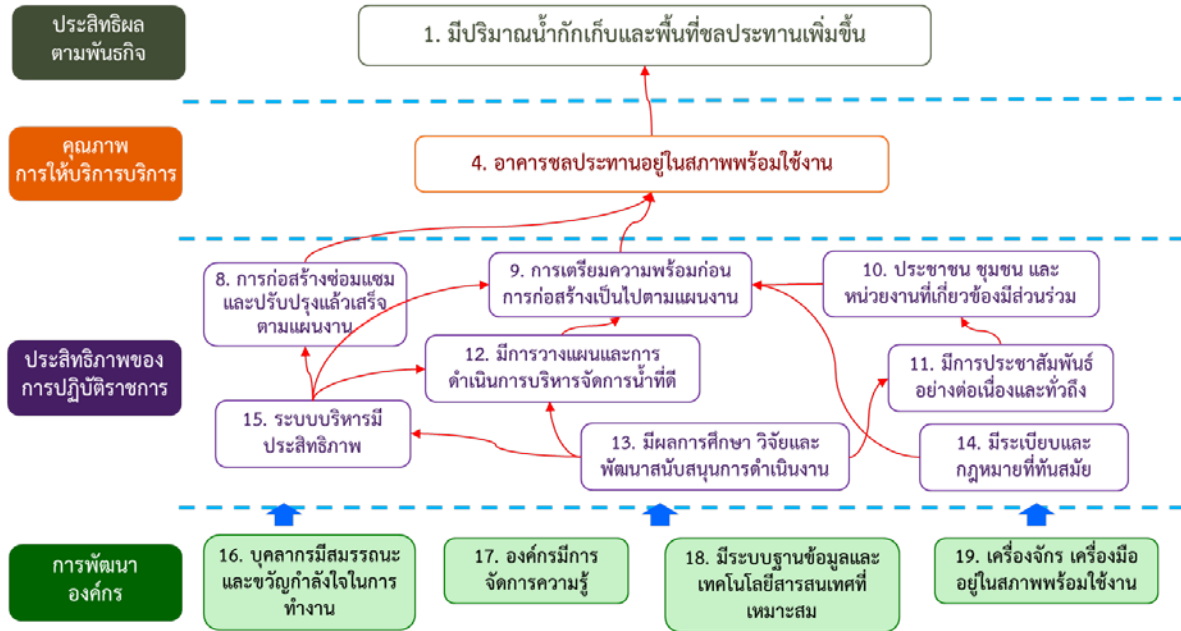 ประสิทธิผล
ตามพันธกิจ
1. มีปริมาณน้ำกักเก็บและพื้นที่ชลประทานเพิ่มขึ้น
คุณภาพ
การให้บริการบริการ
4. อาคารชลประทานอยู่ในสภาพพร้อมใช้งาน
ประสิทธิภาพของ
การปฏิบัติราชการ
8. การก่อสร้างซ่อมแซม
และปรับปรุงแล้วเสร็จ
ตามแผนงาน
9. การเตรียมความพร้อมก่อน
การก่อสร้างเป็นไปตามแผนงาน
10. ประชาชน ชุมชน และ
หน่วยงานที่เกี่ยวข้องมีส่วนร่วม
12. มีการวางแผนและการ
ดำเนินการบริหารจัดการน้ำที่ดี
11. มีการประชาสัมพันธ์
อย่างต่อเนื่องและทั่วถึง
15. ระบบบริหารมี
ประสิทธิภาพ
13. มีผลการศึกษา วิจัยและ
พัฒนาสนับสนุนการดำเนินงาน
14. มีระเบียบและ
กฎหมายที่ทันสมัย
การพัฒนา
องค์กร
16. บุคลากรมีสมรรถนะ
และขวัญกำลังใจในการ
ทำงาน
17. องค์กรมีการ
จัดการความรู้
18. มีระบบฐานข้อมูลและ
เทคโนโลยีสารสนเทศที่
เหมาะสม
19. เครื่องจักร เครื่องมือ
อยู่ในสภาพพร้อมใช้งาน